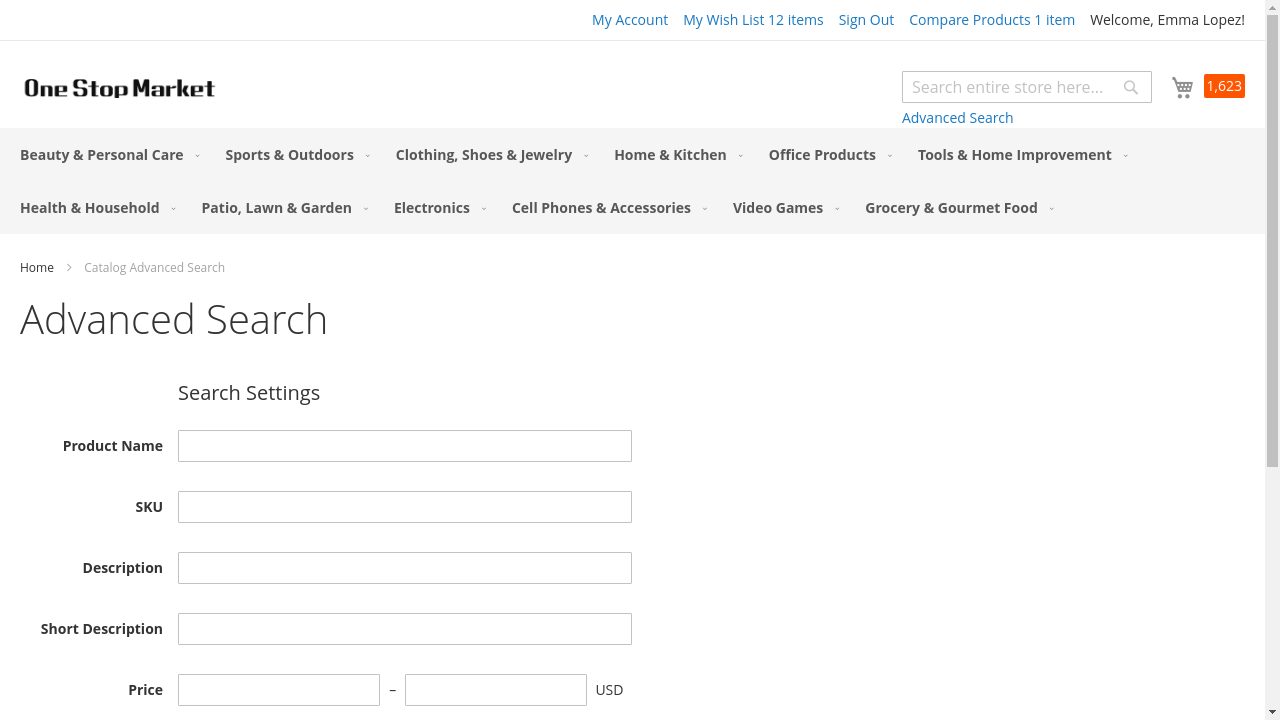 My Account My Wish List 12 items Sign Out Compare Products 1 item Welcome, Emma Lopez!
One Stop Market
Search entire store here...
1,623
Advanced Search
Beauty & Personal Care Sports & Outdoors Clothing, Shoes & Jewelry Home & Kitchen Office Products Tools & Home Improvement
Health & Household Patio, Lawn & Garden Electronics Cell Phones & Accessories Video Games Grocery & Gourmet Food
Home Catalog Advanced Search
Advanced Search
Search Settings
Product Name
SKU
Description
Short Description
Price – USD